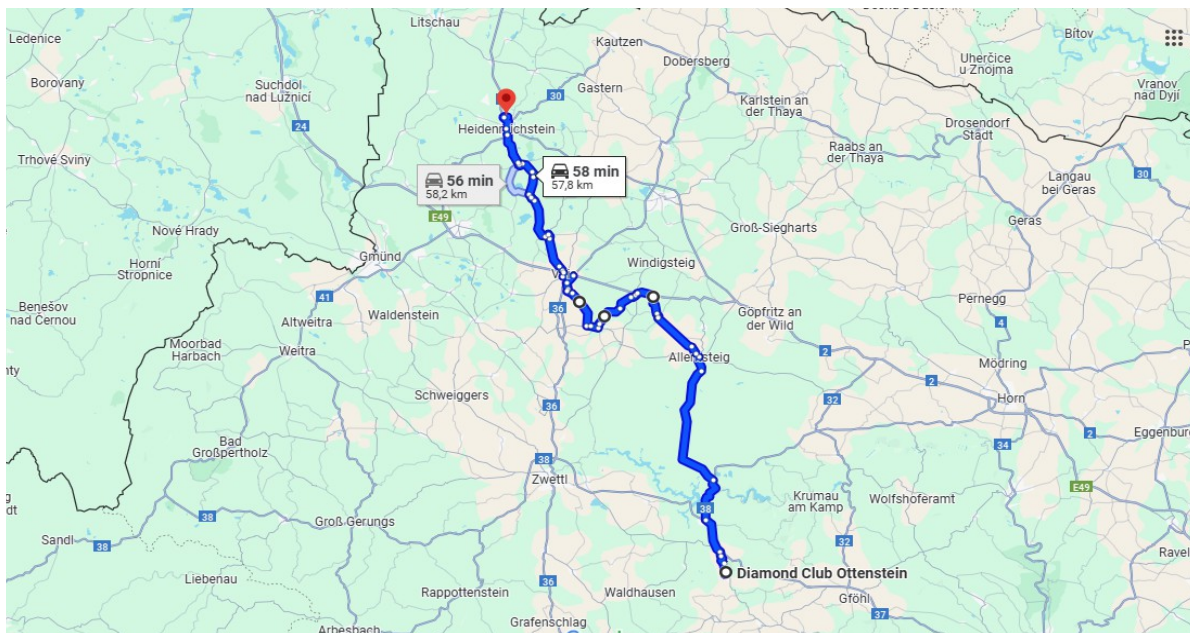 Ledenice
Litschau
Kautzen
Bítov
Borovany
Suchdol
nad Lužnicí
30
Gastern
Dobersberg
Uherčice
u Znojma
Vranov
nad Dyjí
24
Heidenreichstein
Karlstein an
der Thaya
Drosendorf
Stadt
Trhové Sviny
Raabs an
der Thaya
56 min
58,2 km
58 min
57,8 km
30
Langau
bei Geras
E49
Nové Hrady
Groß-Siegharts
Geras
Gmünd
Horní
Stropnice
Windigsteig
41
36
Pernegg
Benešov
nad Černou
Waldenstein
Göpfritz an
der Wild
4
Altweitra
Moorbad
Harbach
Weitra
Allentsteig
2
Mödring
2
Schweiggers
36
32
Horn
2
Eggenburg
Bad
Großpertholz
34
38
Zwettl
E49
Krumau
am Kamp
Wolfshoferamt
38
38
Groß Gerungs
Sandl
38
32
Ravel
Diamond Club Ottenstein
Liebenau
36
Rappottenstein
Waldhausen
Gföhl
37
Grafenschlag
Arbesbach